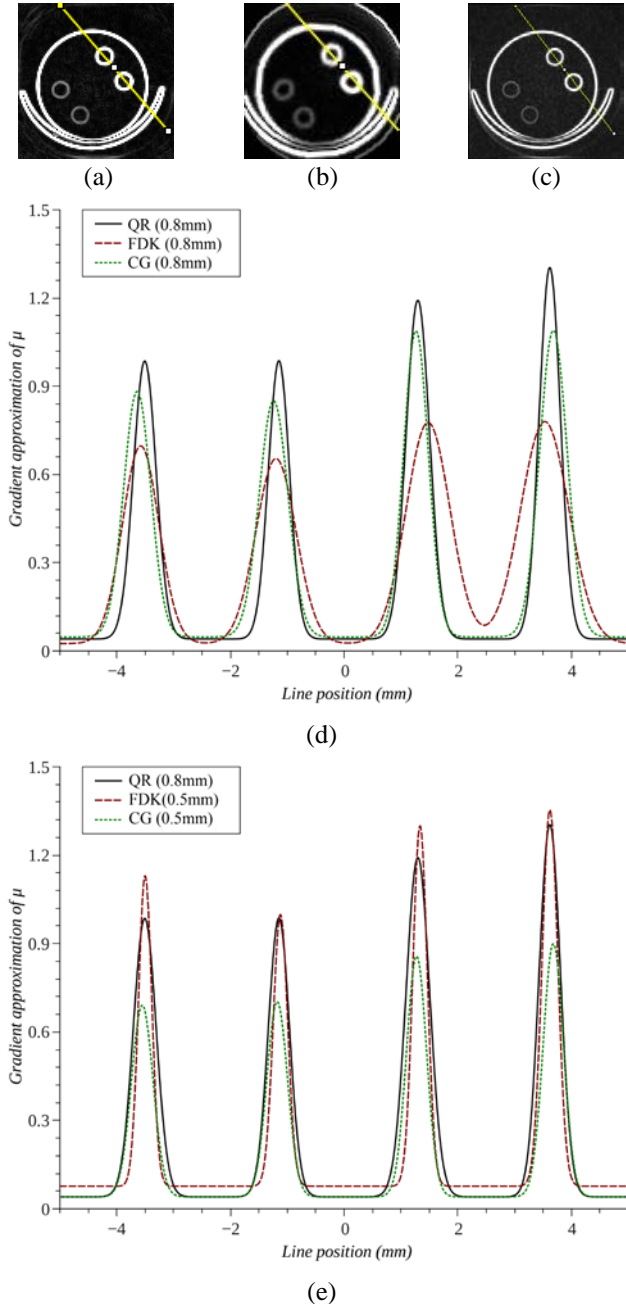 (a) (b) (c)
1.5
1.2
0.9
0.6
0.3
0
Gradient approximation of μ
QR (0.8mm)
FDK (0.8mm)
CG (0.8mm)
−4 −2 0 2 4
Line position (mm)
(d)
1.5
1.2
0.9
0.6
0.3
0
Gradient approximation of μ
QR (0.8mm)
FDK(0.5mm)
CG (0.5mm)
−4 −2 0 2 4
Line position (mm)
(e)